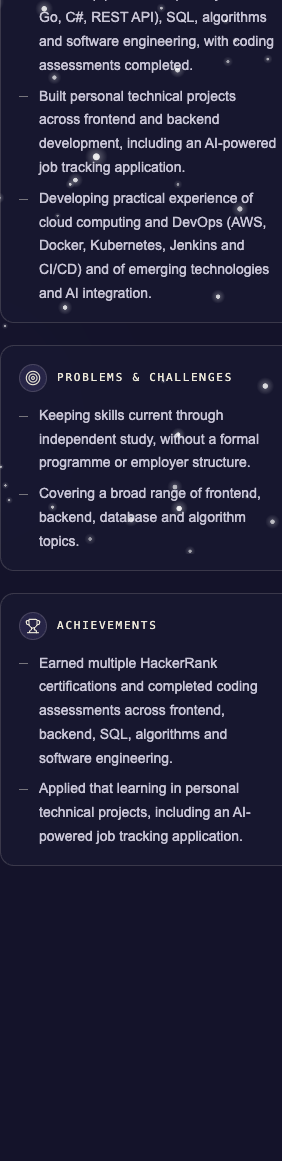 Go, C#, REST API), SQL, algorithms
and software engineering, with coding
assessments completed.
— Built personal technical projects
across frontend and backend
development, including an AI-powered
job tracking application.
— Developing practical experience of
cloud computing and DevOps (AWS,
Docker, Kubernetes, Jenkins and
CI/CD) and of emerging technologies
and AI integration.
PROBLEMS & CHALLENGES
— Keeping skills current through
independent study, without a formal
programme or employer structure.
— Covering a broad range of frontend,
backend, database and algorithm
topics.
ACHIEVEMENTS
— Earned multiple HackerRank
certifications and completed coding
assessments across frontend,
backend, SQL, algorithms and
software engineering.
— Applied that learning in personal
technical projects, including an AI-
powered job tracking application.